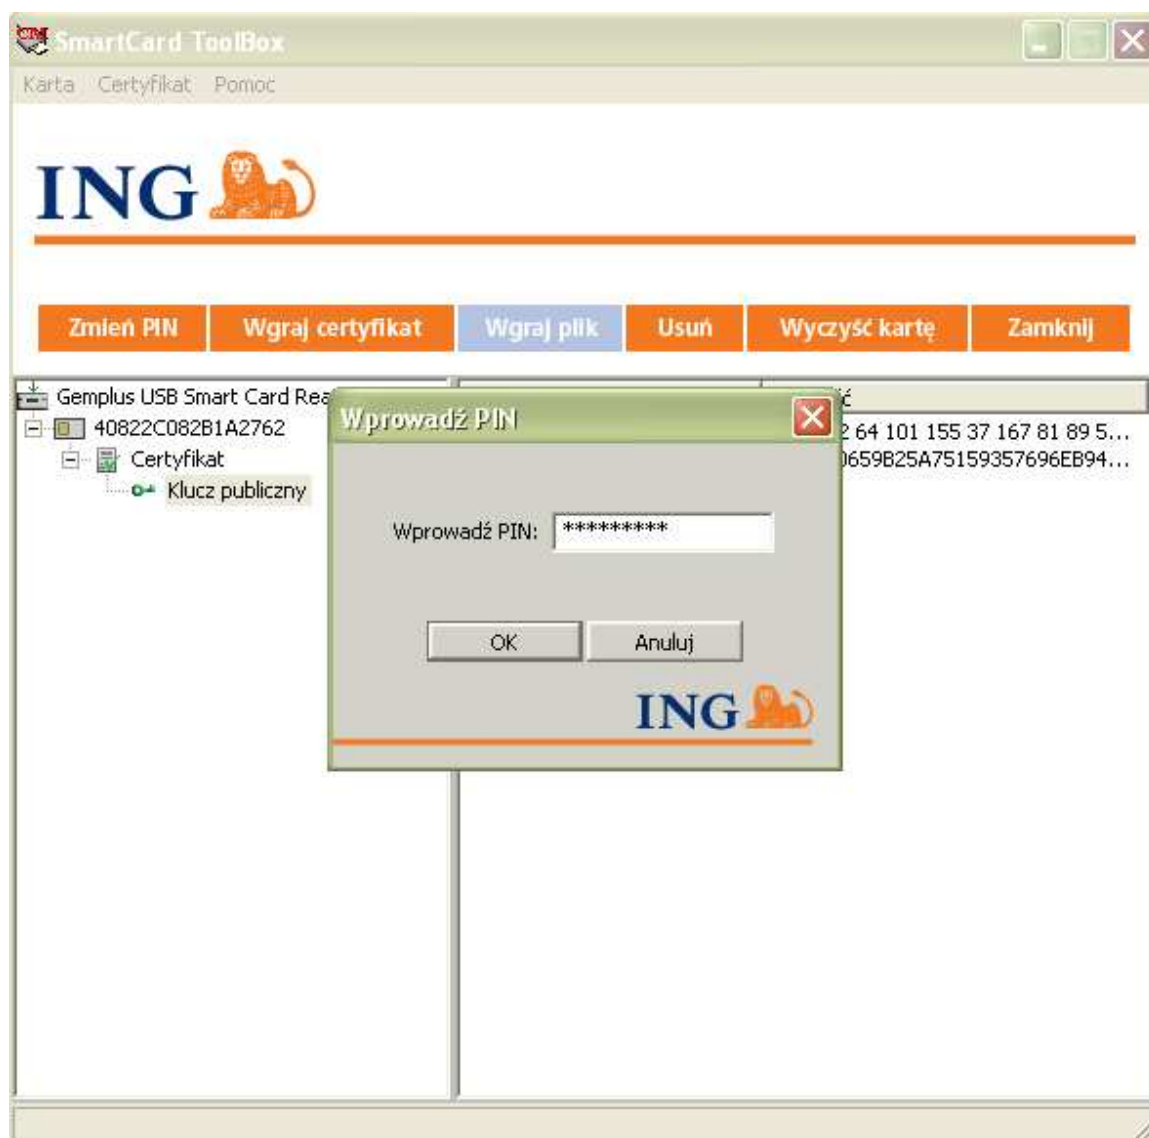 SmartCard ToolBox
Karta Certyfikat Pomoc
ING
Zmień PIN Wgraj certyfikat Wgraj plik Usuń Wyczyść kartę Zamknij
Gemplus USB Smart Card Rea
40822C082B1A2762
Certyfikat
Klucz publiczny
ć
2 64 101 155 37 167 81 89 5...
0659B25A75159357696EB94...
Wprowadź PIN
Wprowadź PIN: *********
OK Anuluj
ING